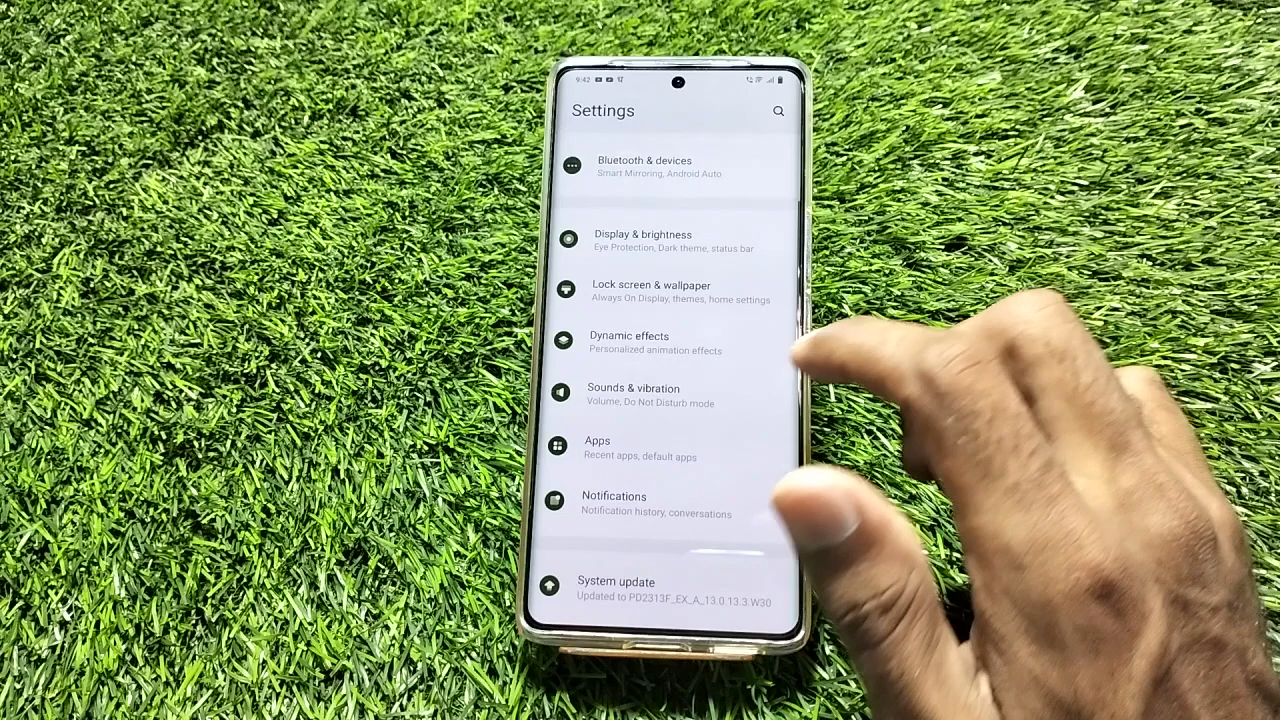 9:42
Settings
Bluetooth & devices
Smart Mirroring, Android Auto
Display & brightness
Eye Protection, Dark theme, status bar
Lock screen & wallpaper
Always On Display, themes, home settings
Dynamic effects
Personalized animation effects
Sounds & vibration
Volume, Do Not Disturb mode
Apps
Recent apps, default apps
Notifications
Notification history, conversations
System update
Updated to PD2313F_EX_A_13.0.13.3.W30